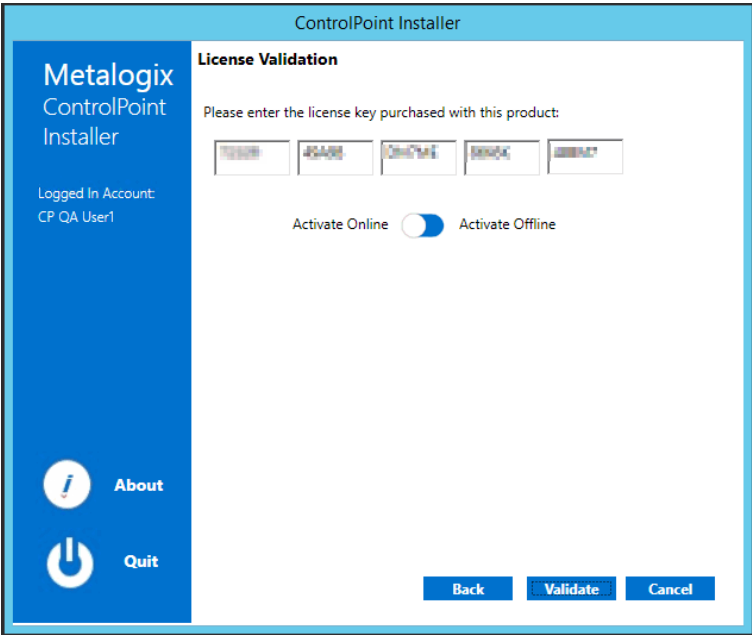 ControlPoint Installer
Metalogix
ControlPoint
Installer
Logged In Account:
CP QA User1
About
Quit
License Validation
Please enter the license key purchased with this product:
Activate Online Activate Offline
Back Validate Cancel